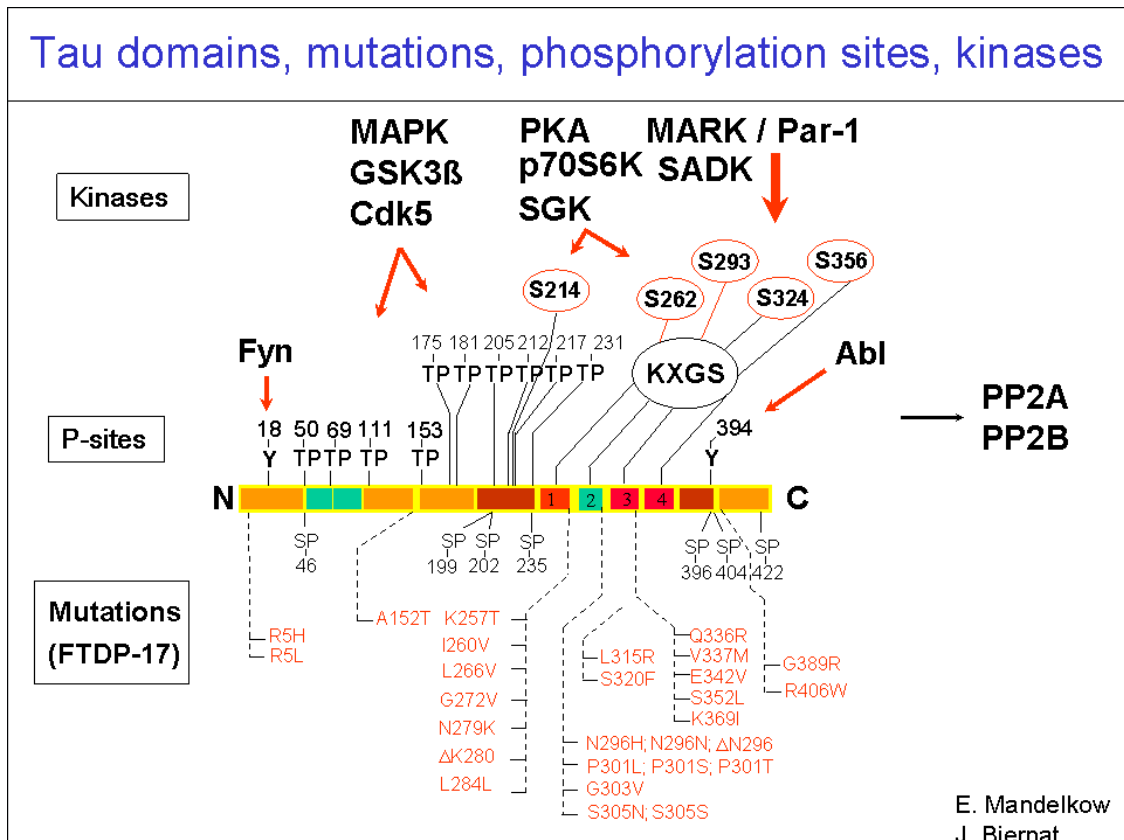 Tau domains, mutations, phosphorylation sites, kinases
Kinases
MAPK
GSK3ß
Cdk5
PKA
p70S6K
SGK
MARK / Par-1
SADK
S214
S262
S293
S324
S356
KXGS
175 181 205 212 217 231
TP TP TP TP TP TP
Fyn
Abl
PP2A
PP2B
P-sites
18 50 69 111 153 394
Y TP TP TP TP Y
N 1 2 3 4 C
SP SP SP SP SP SP SP
46 199 202 235 396 404 422
Mutations
(FTDP-17)
R5H
R5L
A152T K257T
I260V
L266V
G272V
N279K
ΔK280
L284L
L315R
S320F
Q336R
V337M
E342V
S352L
K369I
G389R
R406W
N296H; N296N; ΔN296
P301L; P301S; P301T
G303V
S305N; S305S
E. Mandelkow
J. Biernat